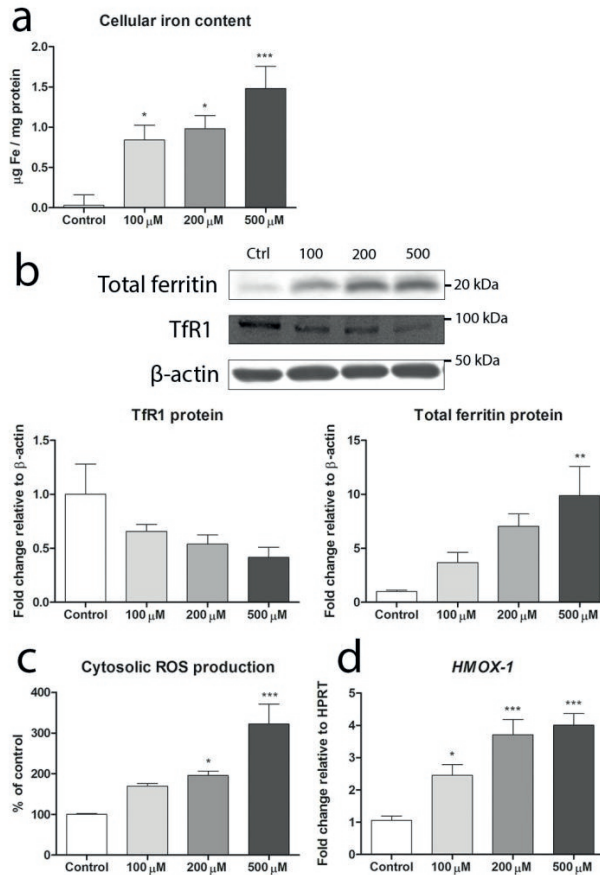 a
Cellular iron content
μg Fe / mg protein
2.0
1.5
1.0
0.5
0.0
*
*
***
Control 100 μM 200 μM 500 μM
b
Ctrl 100 200 500
Total ferritin
20 kDa
TfR1
100 kDa
β-actin
50 kDa
TfR1 protein
Fold change relative to β-actin
1.5
1.0
0.5
0.0
Control 100 μM 200 μM 500 μM
Total ferritin protein
Fold change relative to β-actin
15
10
5
0
**
Control 100 μM 200 μM 500 μM
c
Cytosolic ROS production
% of control
400
300
200
100
0
*
***
Control 100 μM 200 μM 500 μM
d
HMOX-1
Fold change relative to HPRT
5
4
3
2
1
0
*
***
***
Control 100 μM 200 μM 500 μM